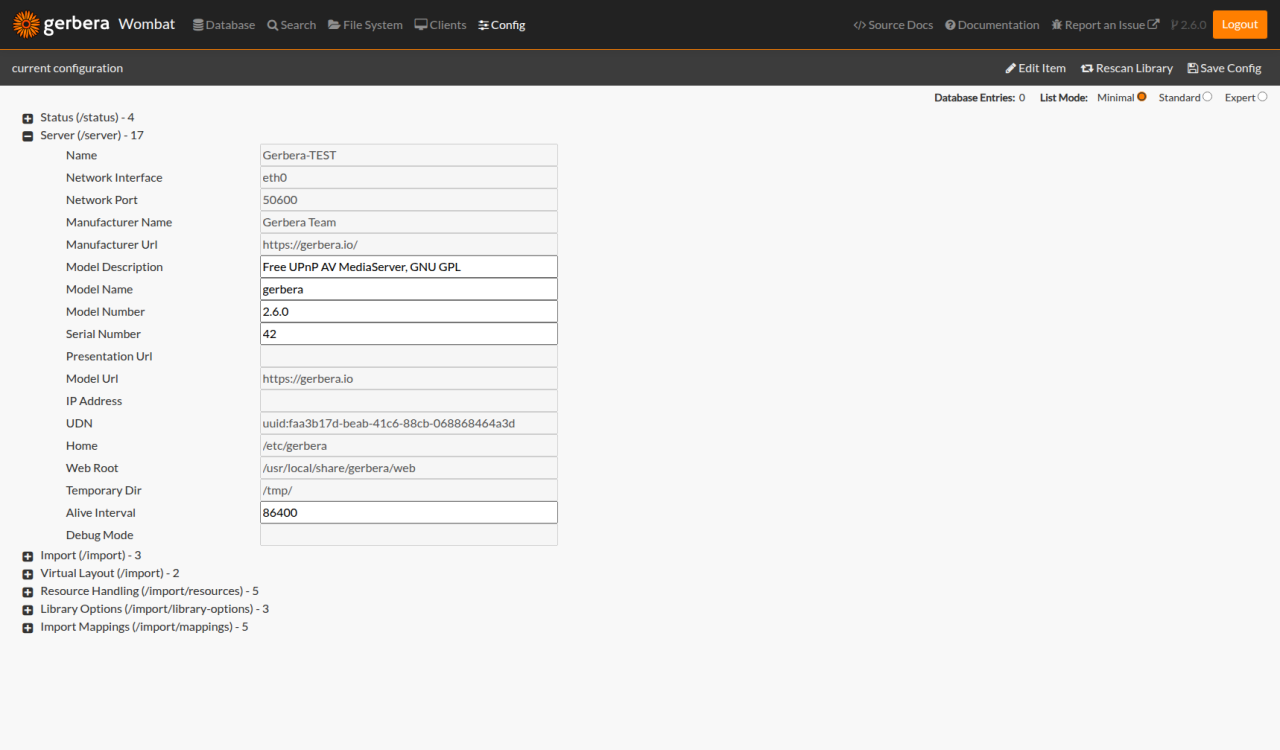 gerbera Wombat Database Search File System Clients Config Source Docs Documentation Report an Issue 2.6.0 Logout
current configuration Edit Item Rescan Library Save Config
Database Entries: 0 List Mode: Minimal Standard Expert
Status (/status) - 4
Server (/server) - 17
Name Gerbera-TEST
Network Interface eth0
Network Port 50600
Manufacturer Name Gerbera Team
Manufacturer Url https://gerbera.io/
Model Description Free UPnP AV MediaServer, GNU GPL
Model Name gerbera
Model Number 2.6.0
Serial Number 42
Presentation Url
Model Url https://gerbera.io
IP Address
UDN uuid:faa3b17d-beab-41c6-88cb-068868464a3d
Home /etc/gerbera
Web Root /usr/local/share/gerbera/web
Temporary Dir /tmp/
Alive Interval 86400
Debug Mode
Import (/import) - 3
Virtual Layout (/import) - 2
Resource Handling (/import/resources) - 5
Library Options (/import/library-options) - 3
Import Mappings (/import/mappings) - 5